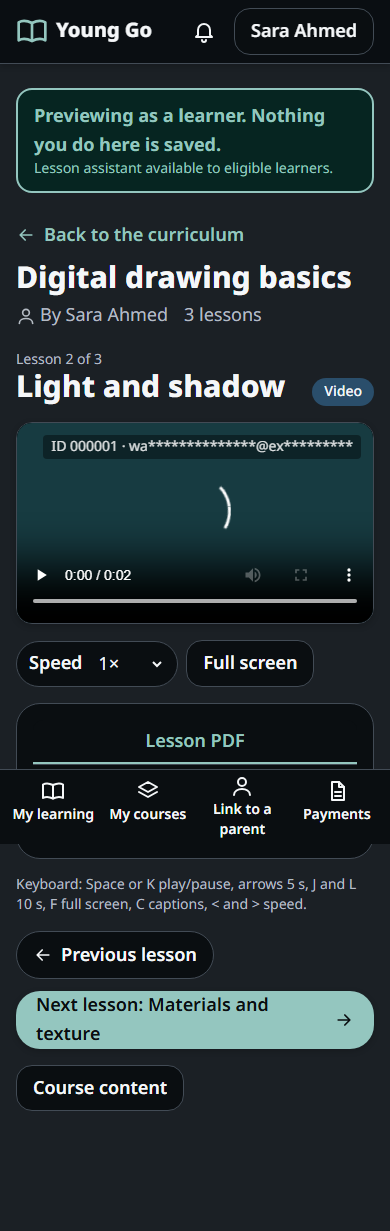 Young Go
Sara Ahmed
Previewing as a learner. Nothing
you do here is saved.
Lesson assistant available to eligible learners.
← Back to the curriculum
Digital drawing basics
By Sara Ahmed 3 lessons
Lesson 2 of 3
Light and shadow
Video
ID 000001 · wa**************@ex*********
0:00 / 0:02
Speed 1×
Full screen
Lesson PDF
My learning
My courses
Link to a
parent
Payments
Keyboard: Space or K play/pause, arrows 5 s, J and L
10 s, F full screen, C captions, < and > speed.
← Previous lesson
Next lesson: Materials and
texture →
Course content